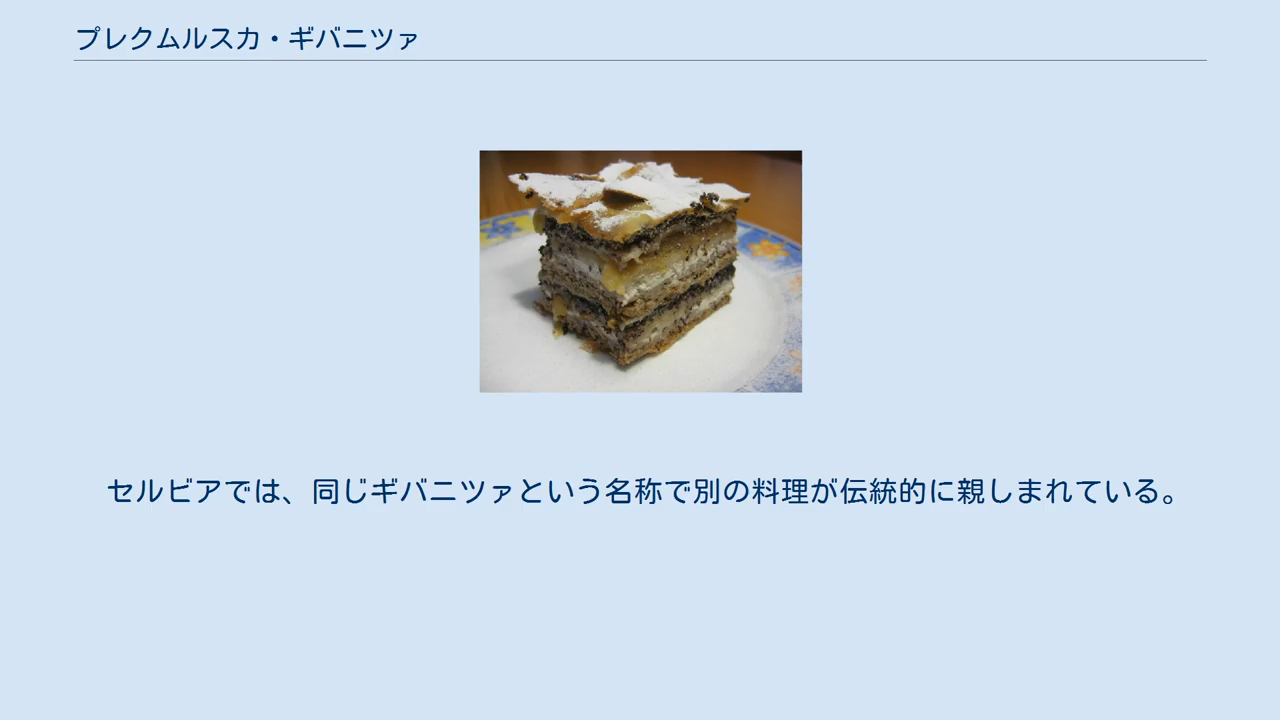 プレクムルスカ・ギバニツァ
セルビアでは、同じギバニツァという名称で別の料理が伝統的に親しまれている。